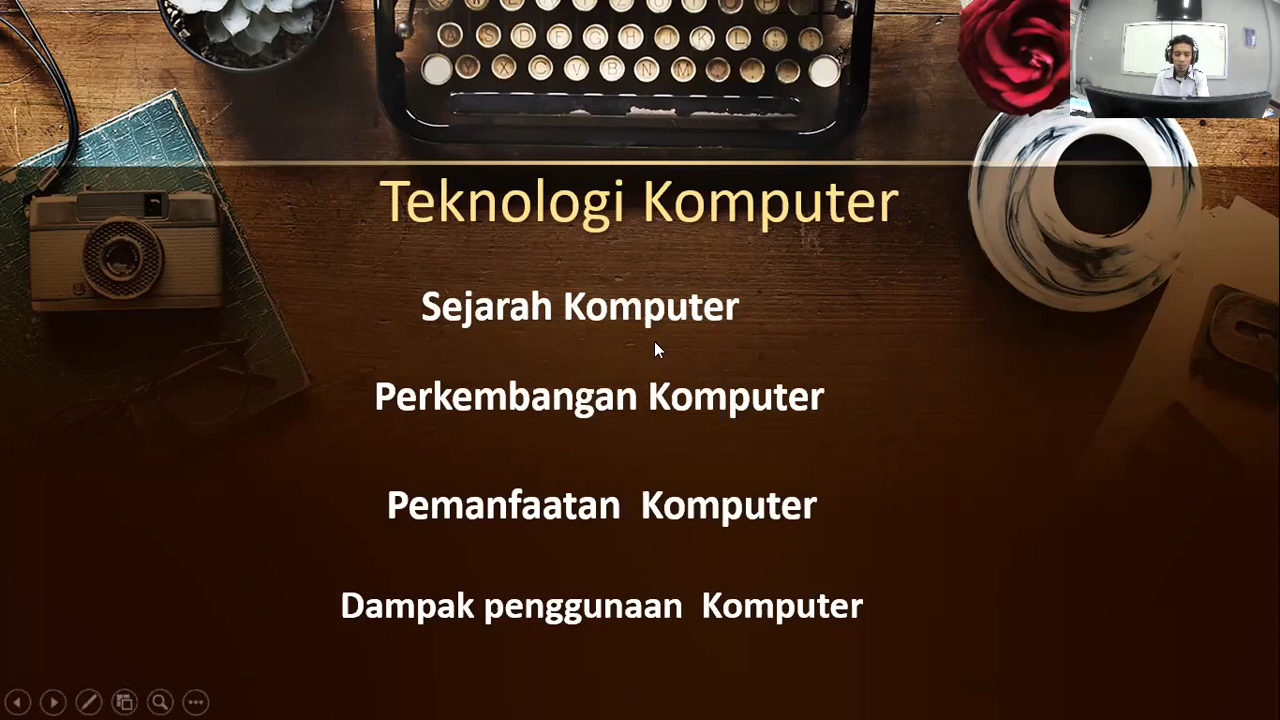 A S D F G H J K L
Y X C V B N M
Teknologi Komputer
Sejarah Komputer
Perkembangan Komputer
Pemanfaatan Komputer
Dampak penggunaan Komputer